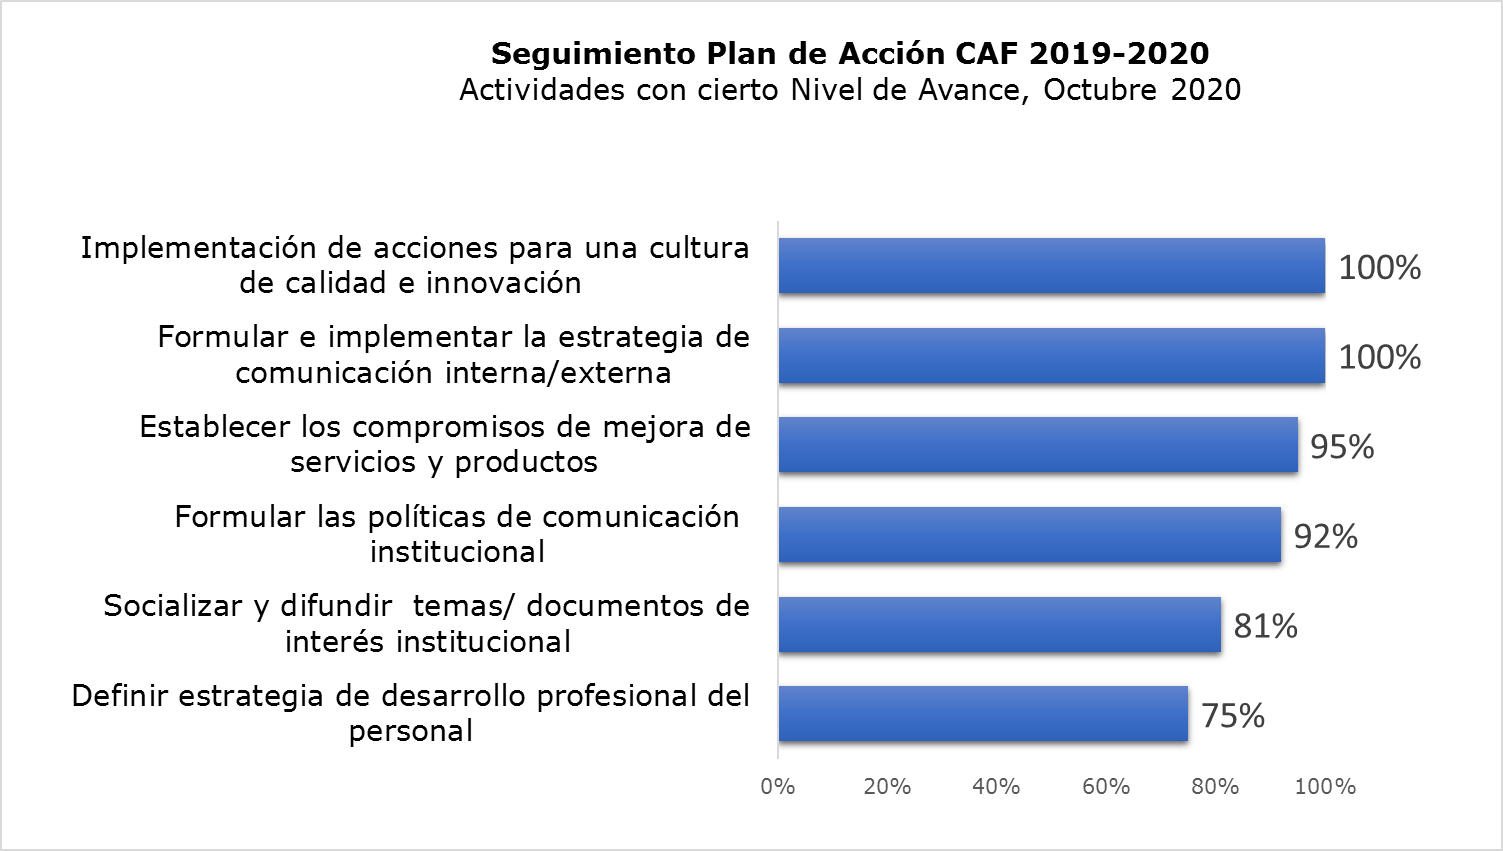 Seguimiento Plan de Acción CAF 2019-2020
Actividades con cierto Nivel de Avance, Octubre 2020
Implementación de acciones para una cultura
de calidad e innovación
100%
Formular e implementar la estrategia de
comunicación interna/externa
100%
Establecer los compromisos de mejora de
servicios y productos
95%
Formular las políticas de comunicación
institucional
92%
Socializar y difundir  temas/ documentos de
interés institucional
81%
Definir estrategia de desarrollo profesional del
personal
75%
0% 20% 40% 60% 80% 100%